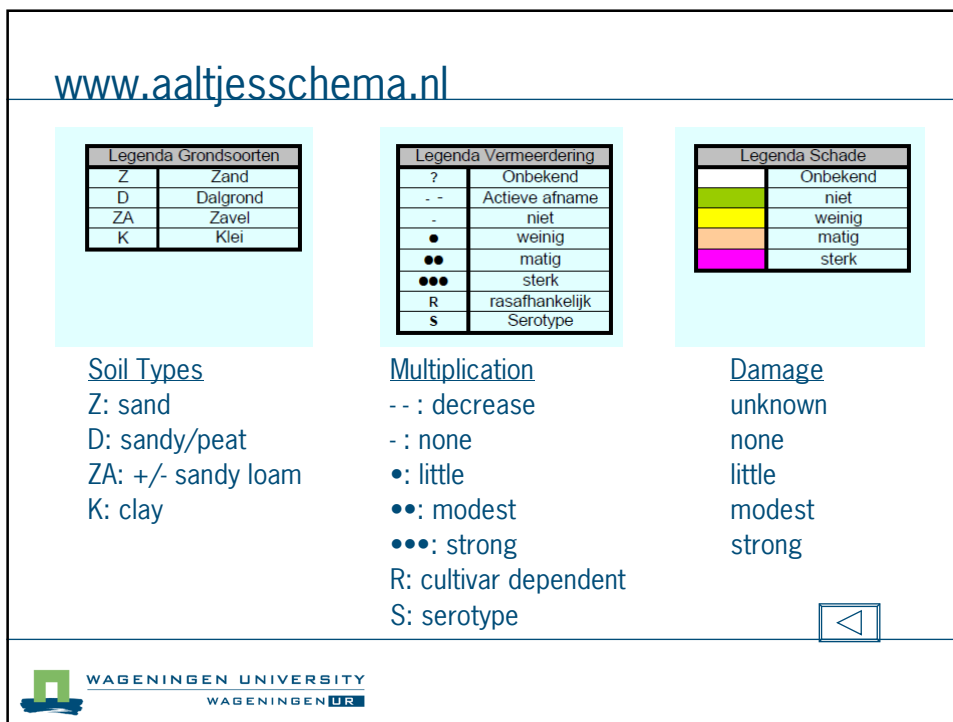 www.aaltjesschema.nl
Legenda Grondsoorten
Z Zand
D Dalgrond
ZA Zavel
K Klei
Legenda Vermeerdering
? Onbekend
- - Actieve afname
- niet
● weinig
●● matig
●●● sterk
R rasafhankelijk
S Serotype
Legenda Schade
Onbekend
niet
weinig
matig
sterk
Soil Types
Z: sand
D: sandy/peat
ZA: +/- sandy loam
K: clay
Multiplication
- - : decrease
- : none
•: little
••: modest
•••: strong
R: cultivar dependent
S: serotype
Damage
unknown
none
little
modest
strong
WAGENINGEN UNIVERSITY
WAGENINGEN UR